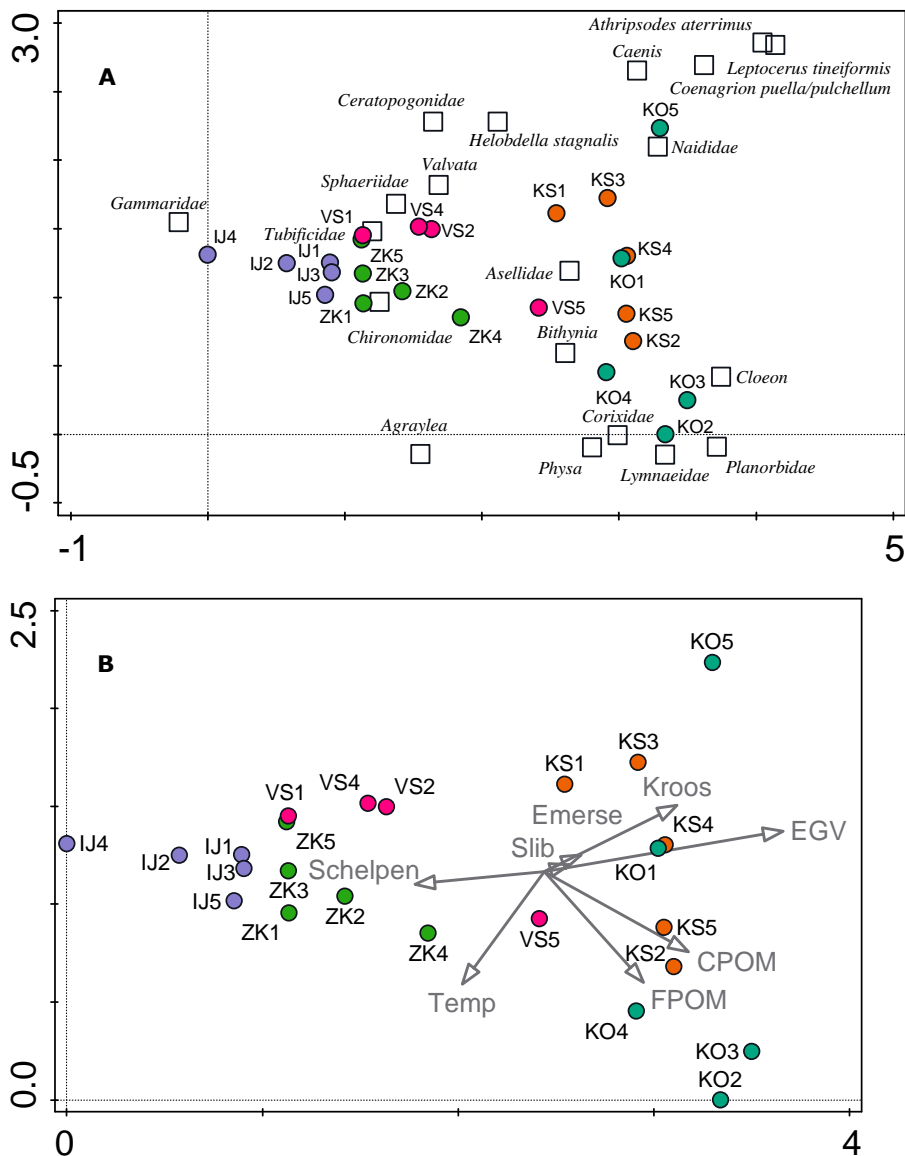 3.0
A
Athripsodes aterrimus
Caenis
Leptocerus tineiformis
Coenagrion puella/pulchellum
Ceratopogonidae
KO5
Helobdella stagnalis
Naididae
Valvata
Sphaeriidae
KS1
KS3
Gammaridae
VS1
VS4
Tubificidae
VS2
IJ4
IJ1
ZK5
KS4
IJ2
IJ3
ZK3
Asellidae
KO1
IJ5
ZK2
ZK1
VS5
KS5
Chironomidae
ZK4
Bithynia
KS2
KO4
KO3
Cloeon
Agraylea
Corixidae
KO2
Physa
Lymnaeidae
Planorbidae
-0.5
-1
5
2.5
B
KO5
KS3
KS1
VS4
VS2
Kroos
VS1
Emerse
KS4
EGV
ZK5
IJ4
IJ1
Slib
IJ2
IJ3
Schelpen
KO1
ZK3
IJ5
ZK2
ZK1
VS5
KS5
ZK4
KS2
CPOM
Temp
FPOM
KO4
KO3
KO2
0.0
0
4